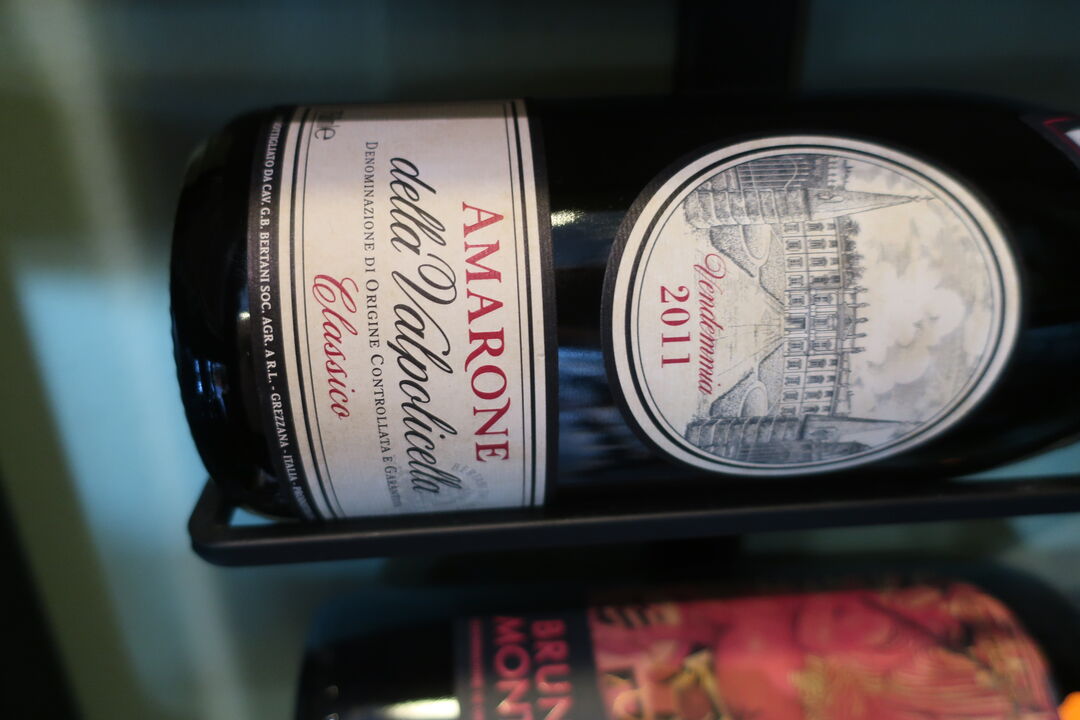 Vendemmia
2011
AMARONE
della Valpolicella
DENOMINAZIONE DI ORIGINE CONTROLLATA E GARANTITA
Classico
BOTTIGLIATO DA CAV. G.B. BERTANI SOC. AGR. A R.L. - GREZZANA - ITALIA -
BRUN
MONT